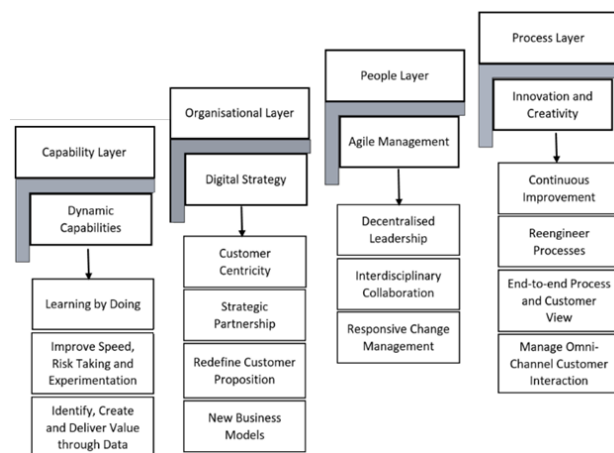 Capability Layer
Dynamic
Capabilities
Learning by Doing
Improve Speed,
Risk Taking and
Experimentation
Identify, Create
and Deliver Value
through Data
Organisational Layer
Digital Strategy
Customer
Centricity
Strategic
Partnership
Redefine Customer
Proposition
New Business
Models
People Layer
Agile Management
Decentralised
Leadership
Interdisciplinary
Collaboration
Responsive Change
Management
Process Layer
Innovation and
Creativity
Continuous
Improvement
Reengineer
Processes
End-to-end Process
and Customer
View
Manage Omni-
Channel Customer
Interaction